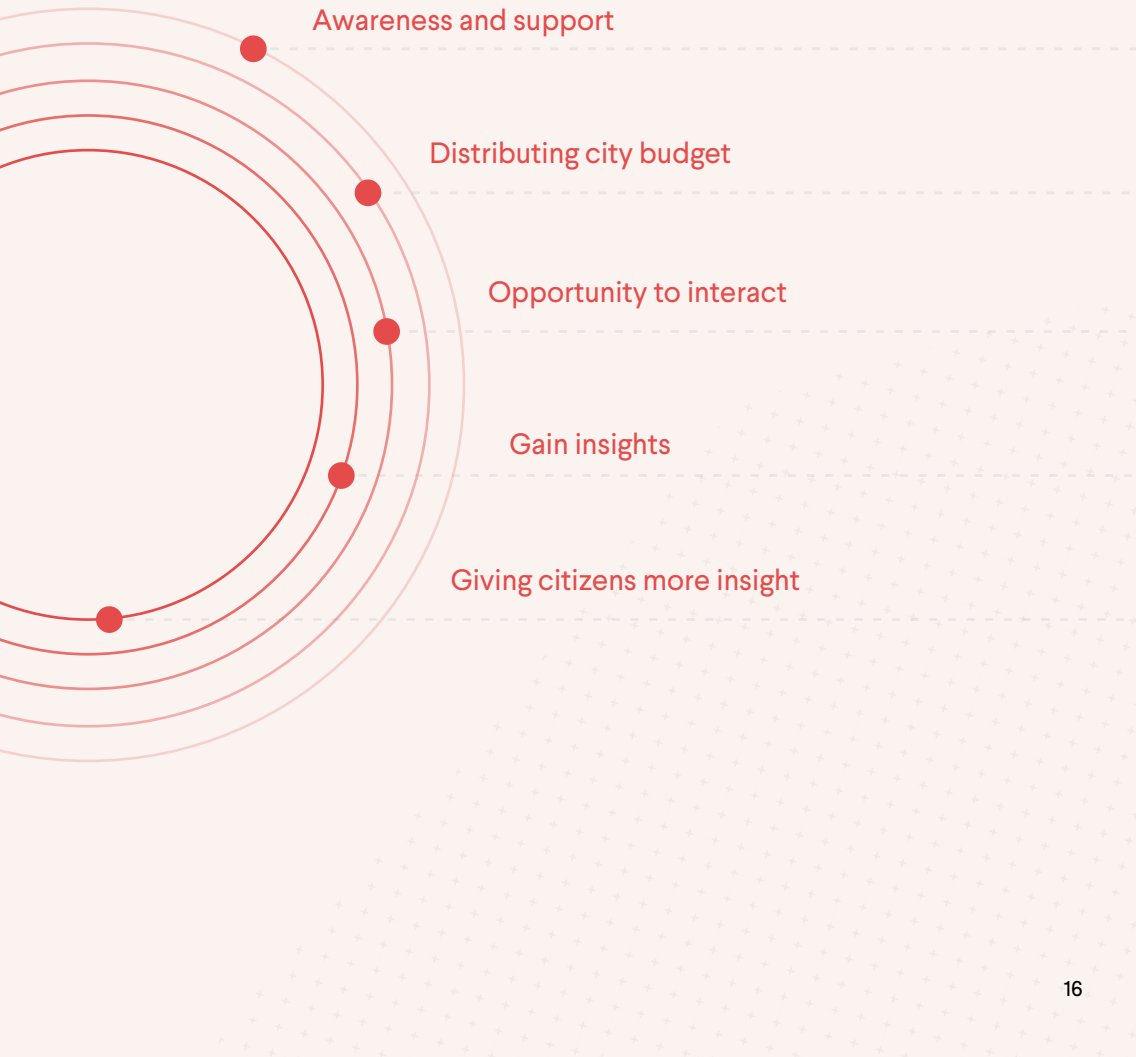 Awareness and support
Distributing city budget
Opportunity to interact
Gain insights
Giving citizens more insight
16